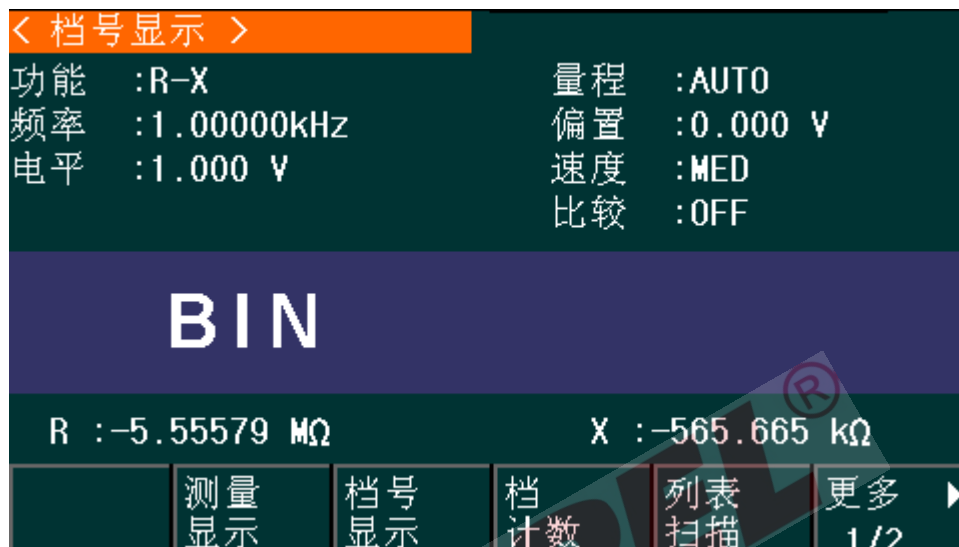 < 档号显示 >
功能 :R-X 量程 :AUTO
频率 :1.00000kHz 偏置 :0.000 V
电平 :1.000 V 速度 :MED
比较 :OFF
BIN
R :-5.55579 MΩ X :-565.665 kΩ
测量 档号 档 列表 更多
显示 显示 计数 扫描 1/2
®